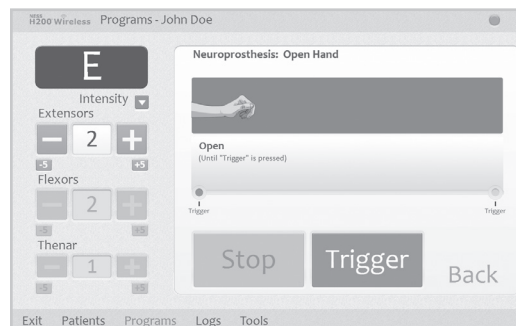 NESS
H200 Wireless Programs - John Doe
E
Intensity
Extensors
2
-5 +5
Flexors
2
-5 +5
Thenar
1
-5 +5
Neuroprosthesis: Open Hand
Open
(Until "Trigger" is pressed)
Trigger Trigger
Stop Trigger Back
Exit Patients Programs Logs Tools